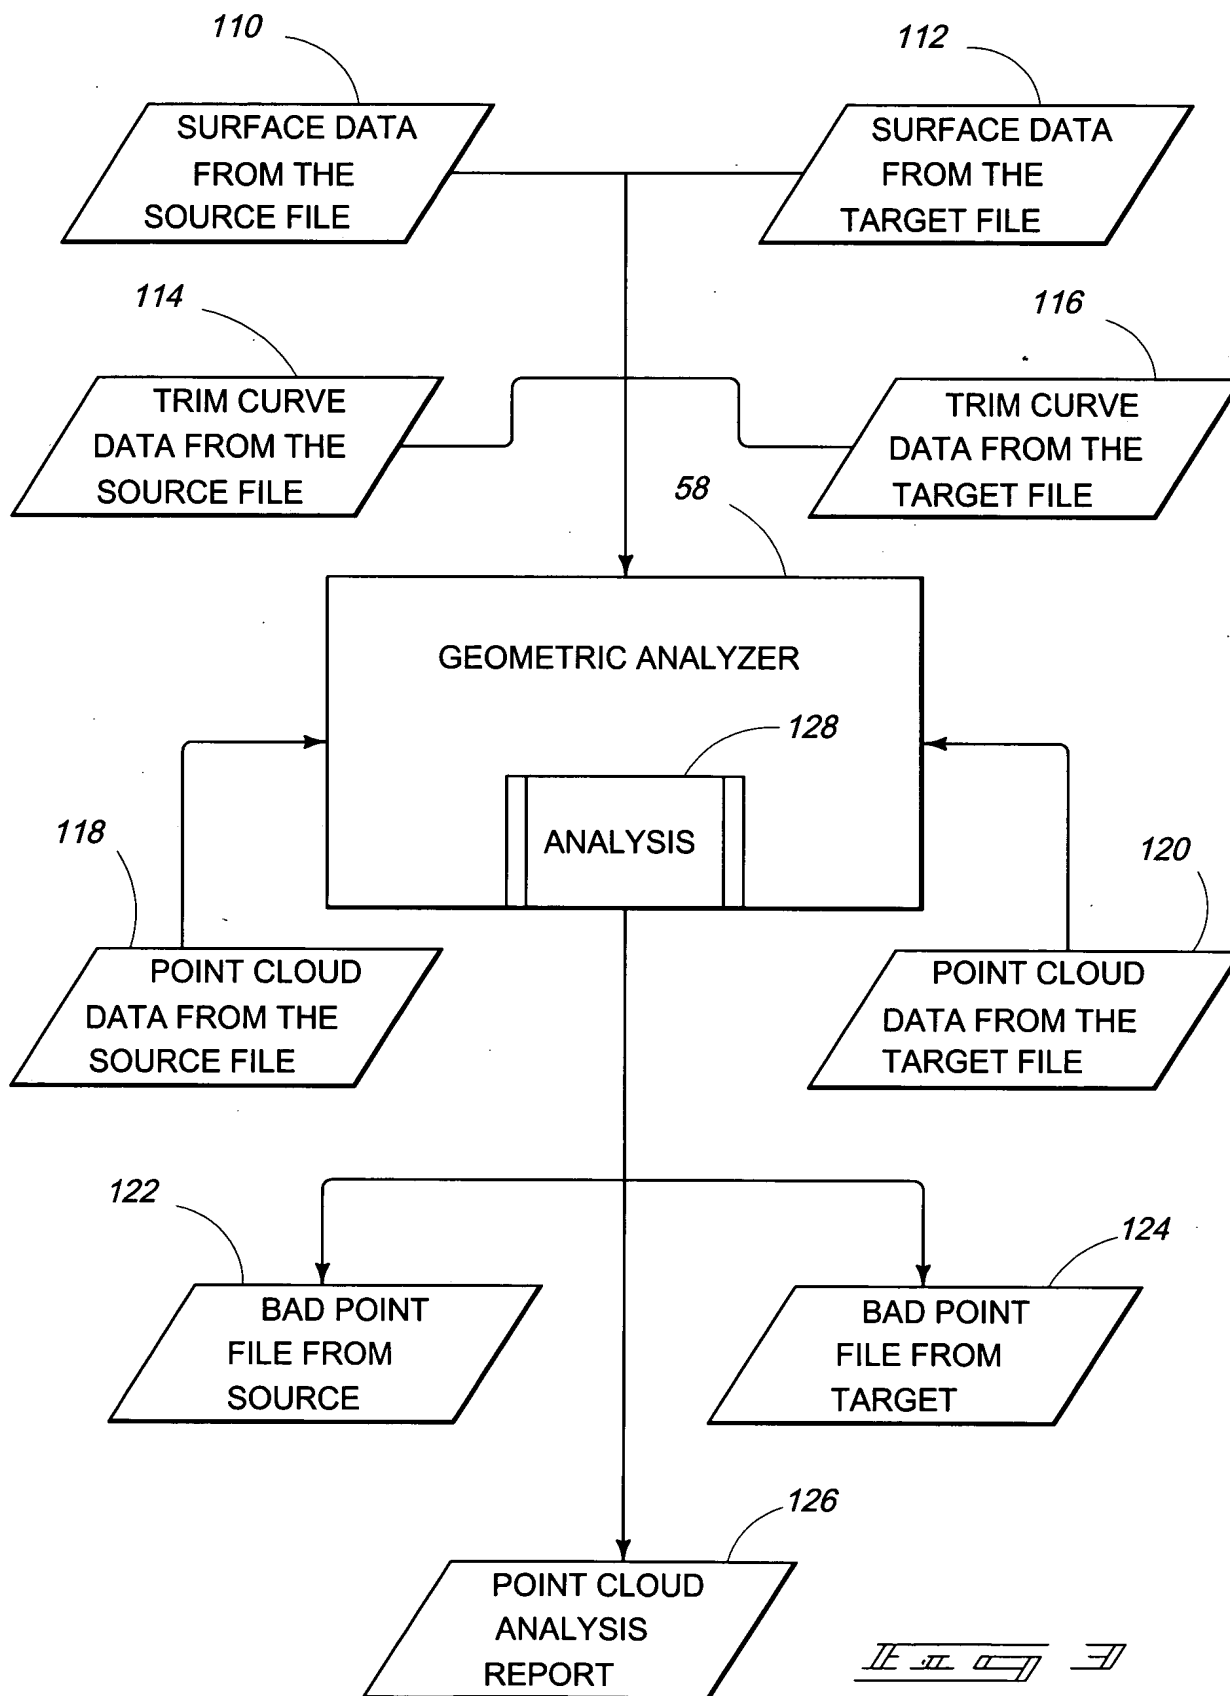 110
112
SURFACE DATA
FROM THE
SOURCE FILE
SURFACE DATA
FROM THE
TARGET FILE
114
116
TRIM CURVE
DATA FROM THE
SOURCE FILE
TRIM CURVE
DATA FROM THE
TARGET FILE
58
GEOMETRIC ANALYZER
128
ANALYSIS
118
120
POINT CLOUD
DATA FROM THE
SOURCE FILE
POINT CLOUD
DATA FROM THE
TARGET FILE
122
124
BAD POINT
FILE FROM
SOURCE
BAD POINT
FILE FROM
TARGET
126
POINT CLOUD
ANALYSIS
REPORT
FIG 3